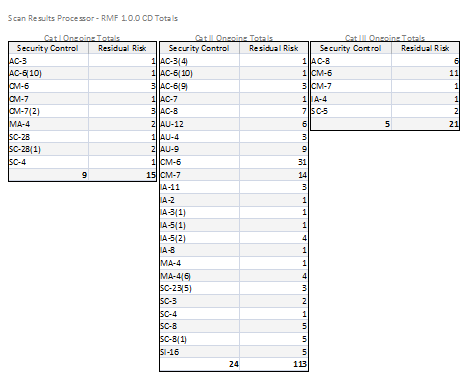 Scan Results Processor - RMF 1.0.0 CD Totals
Cat I Ongoing Totals
Security Control Residual Risk
AC-3 1
AC-6(10) 1
CM-6 3
CM-7 1
CM-7(2) 3
MA-4 2
SC-28 1
SC-28(1) 2
SC-4 1
9 15
Cat II Ongoing Totals
Security Control Residual Risk
AC-3(4) 1
AC-6(10) 1
AC-6(9) 3
AC-7 1
AC-8 7
AU-12 6
AU-4 3
AU-9 9
CM-6 31
CM-7 14
IA-11 3
IA-2 1
IA-3(1) 1
IA-5(1) 1
IA-5(2) 4
IA-8 1
MA-4 1
MA-4(6) 4
SC-23(5) 3
SC-3 2
SC-4 1
SC-8 5
SC-8(1) 5
SI-16 5
24 113
Cat III Ongoing Totals
Security Control Residual Risk
AC-8 6
CM-6 11
CM-7 1
IA-4 1
SC-5 2
5 21